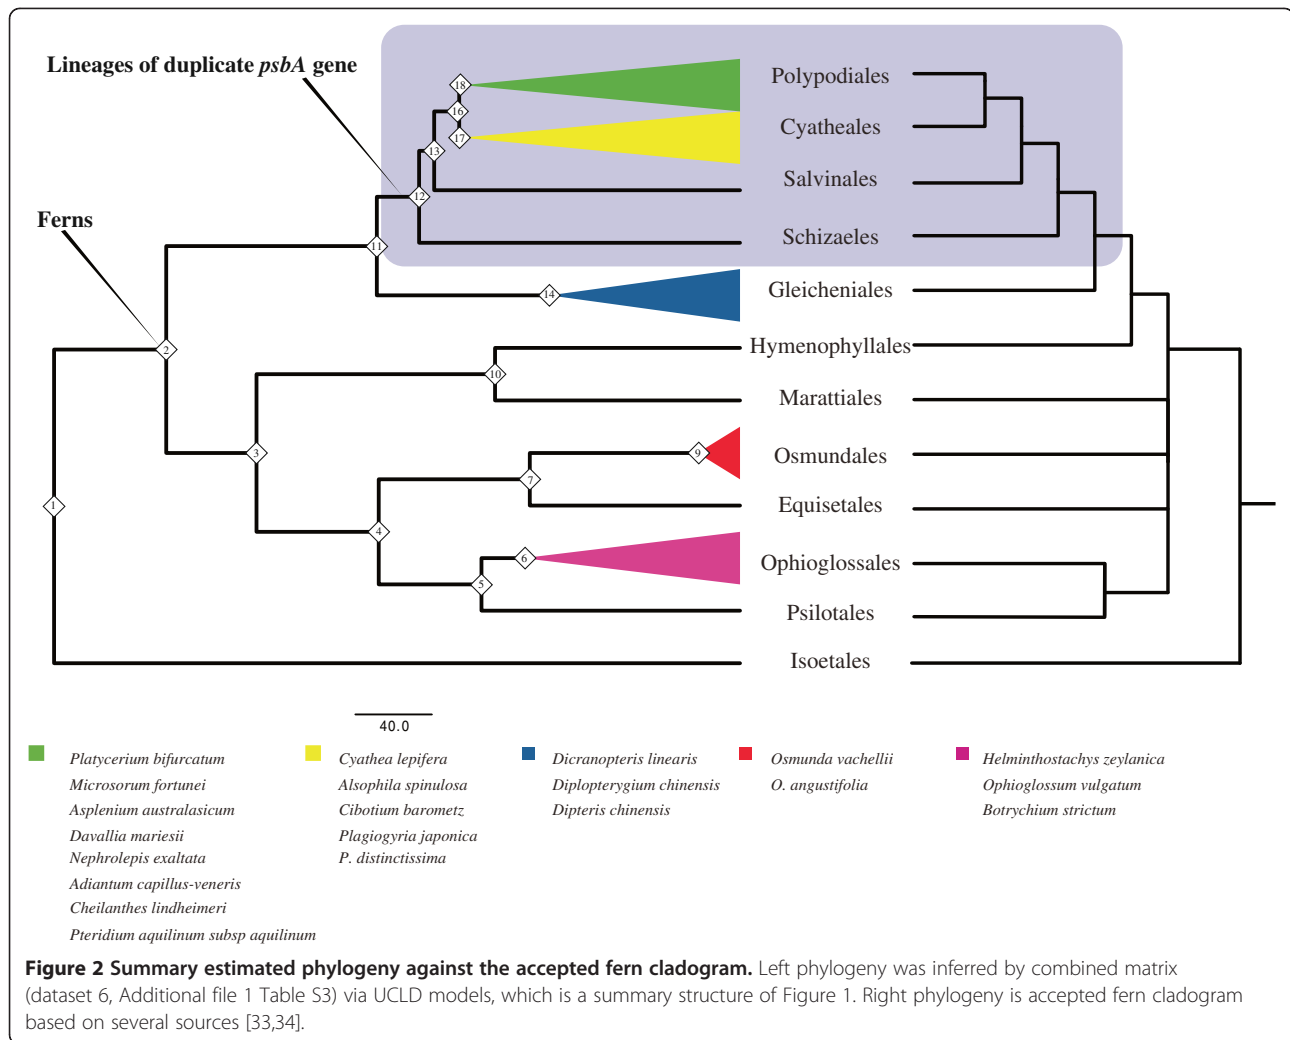 Lineages of duplicate psbA gene
Ferns
18
16
17
13
12
11
14
2
10
3
9
7
1
4
6
5
Polypodiales
Cyatheales
Salvinales
Schizaeles
Gleicheniales
Hymenophyllales
Marattiales
Osmundales
Equisetales
Ophioglossales
Psilotales
Isoetales
40.0
Platycerium bifurcatum
Microsorum fortunei
Asplenium australasicum
Davallia mariesii
Nephrolepis exaltata
Adiantum capillus-veneris
Cheilanthes lindheimeri
Pteridium aquilinum subsp aquilinum
Cyathea lepifera
Alsophila spinulosa
Cibotium barometz
Plagiogyria japonica
P. distinctissima
Dicranopteris linearis
Diplopterygium chinensis
Dipteris chinensis
Osmunda vachellii
O. angustifolia
Helminthostachys zeylanica
Ophioglossum vulgatum
Botrychium strictum
Figure 2 Summary estimated phylogeny against the accepted fern cladogram. Left phylogeny was inferred by combined matrix
(dataset 6, Additional file 1 Table S3) via UCLD models, which is a summary structure of Figure 1. Right phylogeny is accepted fern cladogram
based on several sources [33,34].